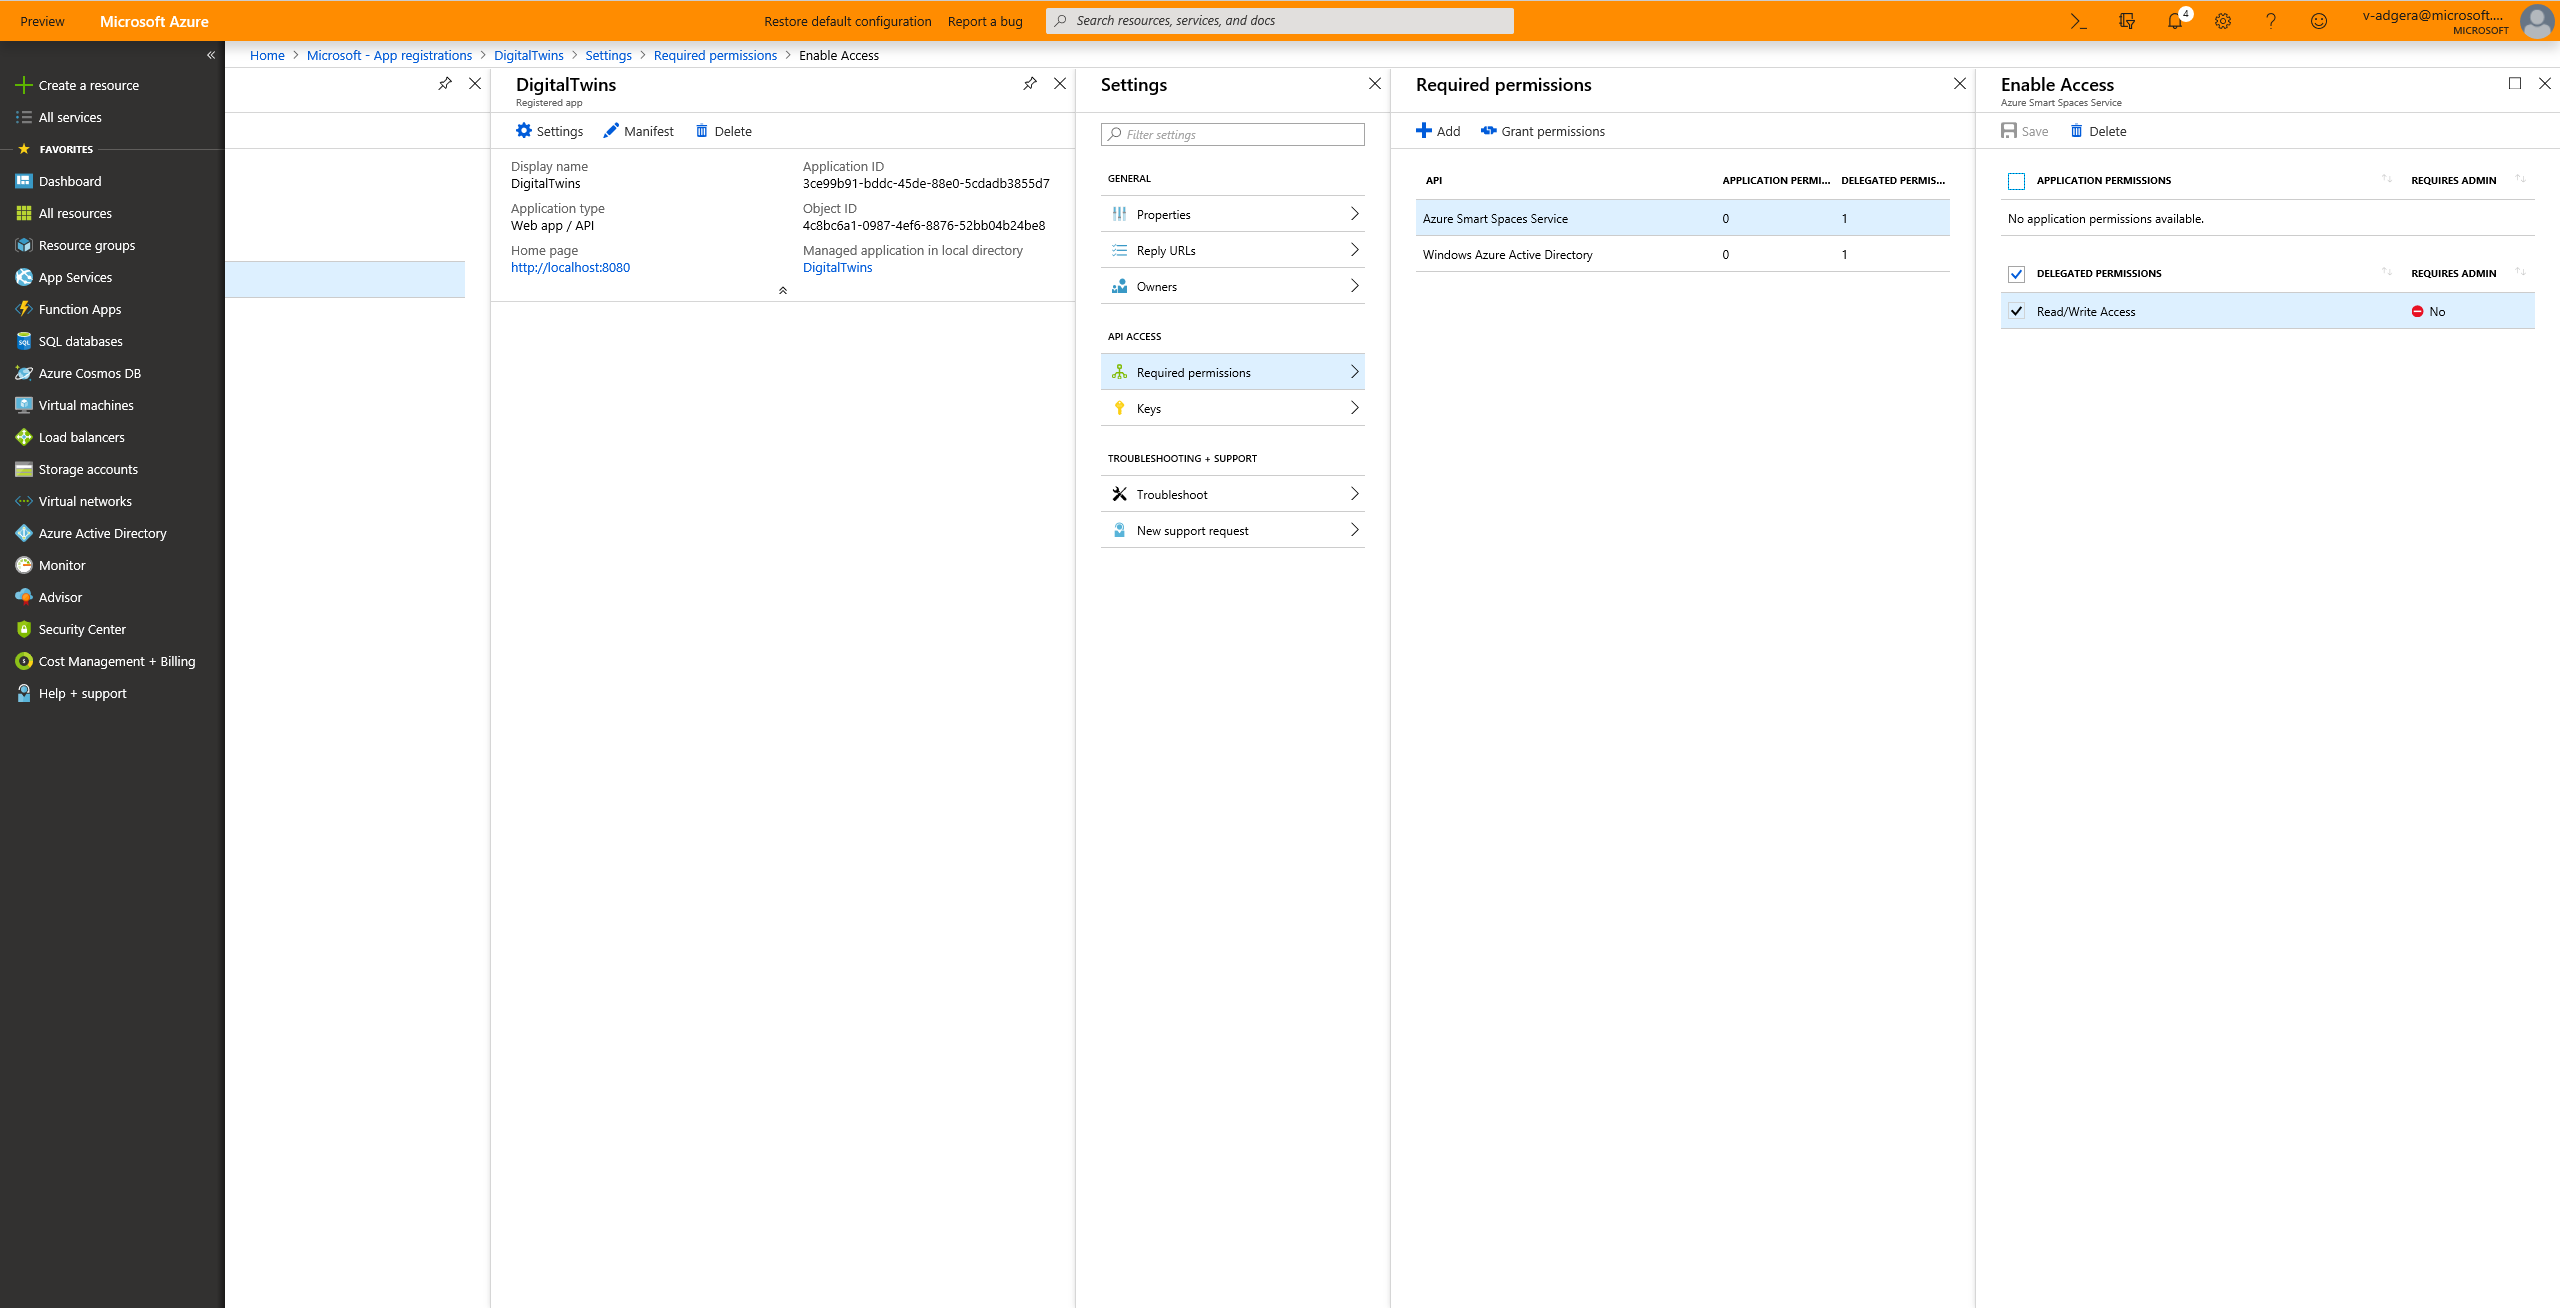 Preview
Microsoft Azure
Restore default configuration
Report a bug
Search resources, services, and docs
4
v-adgera@microsoft....
MICROSOFT
Home > Microsoft - App registrations > DigitalTwins > Settings > Required permissions > Enable Access
Create a resource
All services
FAVORITES
Dashboard
All resources
Resource groups
App Services
Function Apps
SQL databases
Azure Cosmos DB
Virtual machines
Load balancers
Storage accounts
Virtual networks
Azure Active Directory
Monitor
Advisor
Security Center
Cost Management + Billing
Help + support
DigitalTwins
Registered app
Settings
Manifest
Delete
Display name
DigitalTwins
Application type
Web app / API
Home page
http://localhost:8080
Application ID
3ce99b91-bddc-45de-88e0-5cdadb3855d7
Object ID
4c8bc6a1-0987-4ef6-8876-52bb04b24be8
Managed application in local directory
DigitalTwins
Settings
Filter settings
GENERAL
Properties
Reply URLs
Owners
API ACCESS
Required permissions
Keys
TROUBLESHOOTING + SUPPORT
Troubleshoot
New support request
Required permissions
Add
Grant permissions
API APPLICATION PERMI... DELEGATED PERMIS...
Azure Smart Spaces Service 0 1
Windows Azure Active Directory 0 1
Enable Access
Azure Smart Spaces Service
Save
Delete
APPLICATION PERMISSIONS REQUIRES ADMIN
No application permissions available.
DELEGATED PERMISSIONS REQUIRES ADMIN
Read/Write Access No